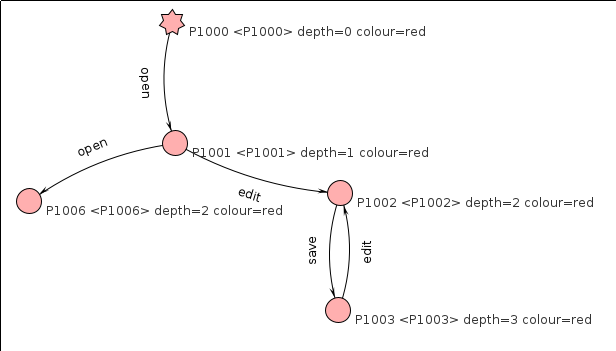 P1000 <P1000> depth=0 colour=red
open
P1001 <P1001> depth=1 colour=red
open
edit
P1006 <P1006> depth=2 colour=red
P1002 <P1002> depth=2 colour=red
save
edit
P1003 <P1003> depth=3 colour=red